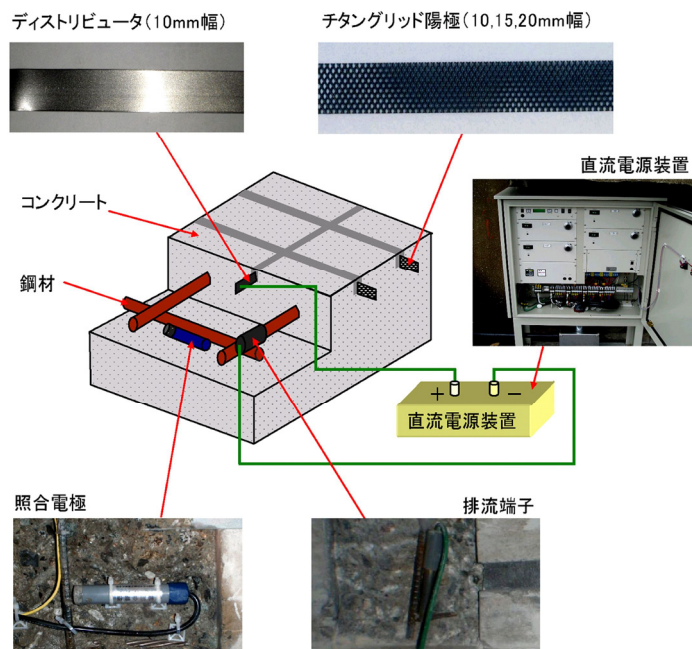 ディストリビュータ(10mm幅)
チタングリッド陽極(10,15,20mm幅)
直流電源装置
コンクリート
鋼材
+ −
直流電源装置
照合電極
排流端子